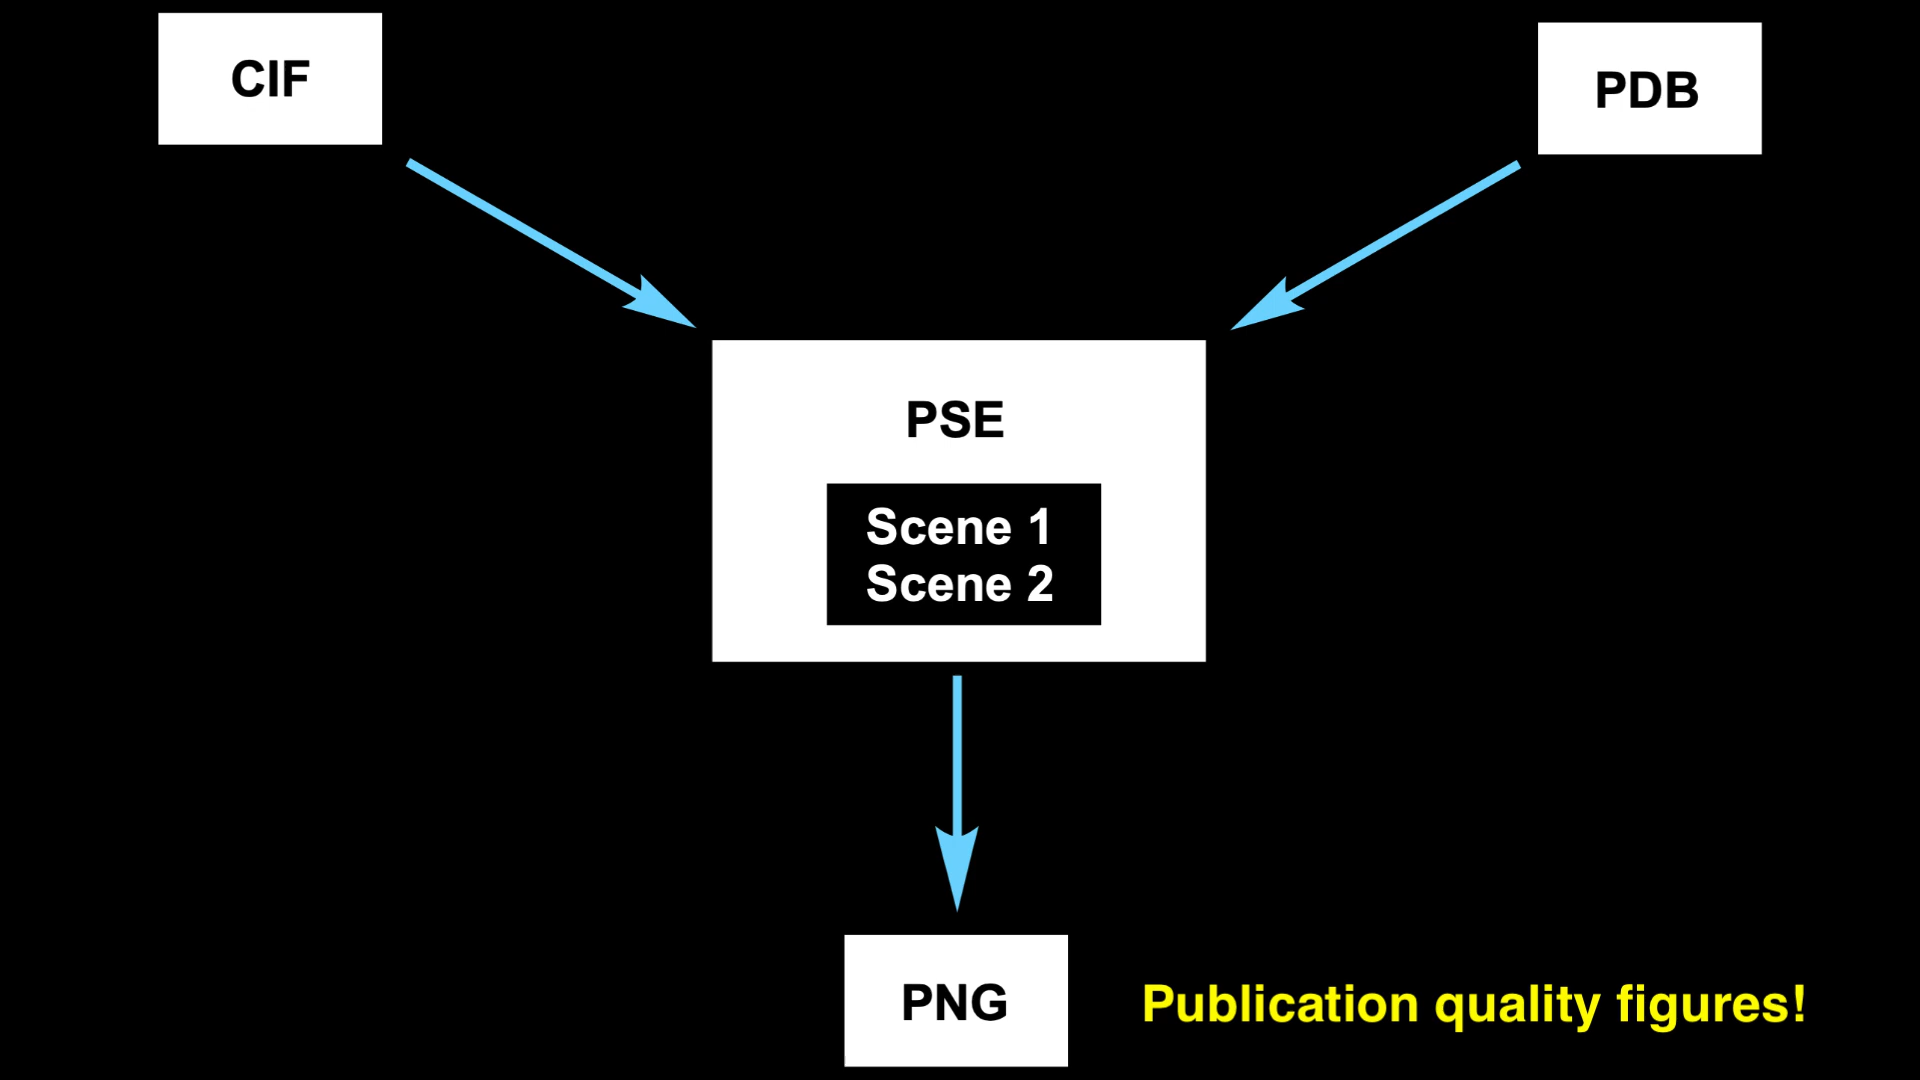 CIF
PDB
PSE
Scene 1
Scene 2
PNG
Publication quality figures!